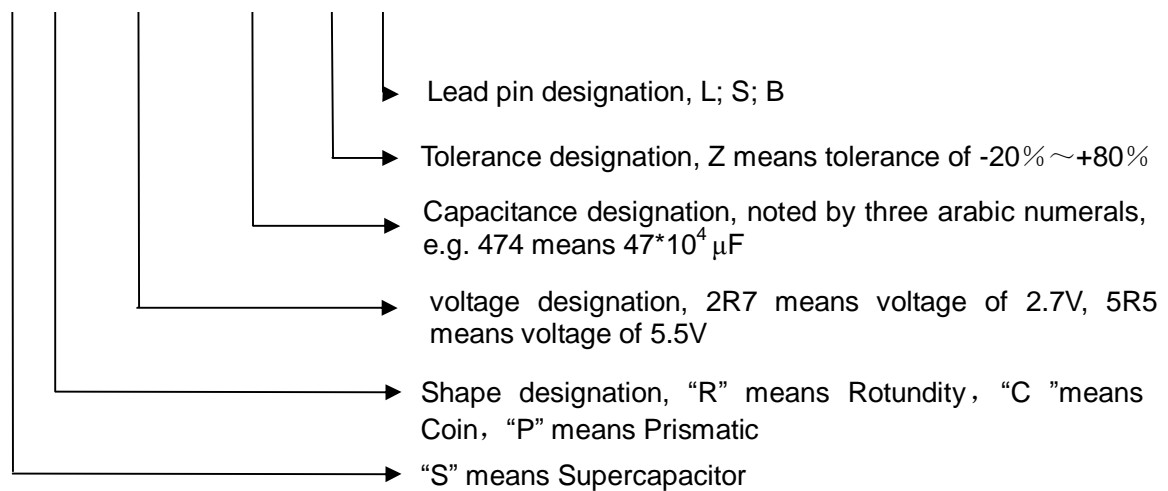 Lead pin designation, L; S; B
Tolerance designation, Z means tolerance of -20%~+80%
Capacitance designation, noted by three arabic numerals,
e.g. 474 means 47*10⁴ μF
voltage designation, 2R7 means voltage of 2.7V, 5R5
means voltage of 5.5V
Shape designation, “R” means Rotundity，“C ”means
Coin，“P” means Prismatic
“S” means Supercapacitor